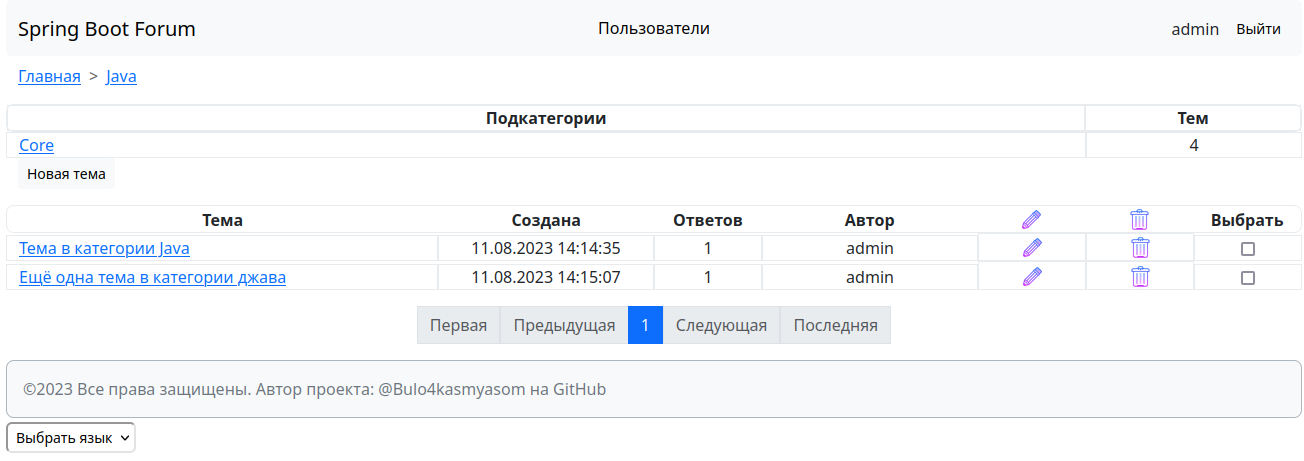 Spring Boot Forum Пользователи admin Выйти
Главная > Java
Подкатегории Тем
Core 4
Новая тема
Тема Создана Ответов Автор Выбрать
Тема в категории Java 11.08.2023 14:14:35 1 admin
Ещё одна тема в категории джава 11.08.2023 14:15:07 1 admin
Первая Предыдущая 1 Следующая Последняя
©2023 Все права защищены. Автор проекта: @Bulo4kasmyasom на GitHub
Выбрать язык